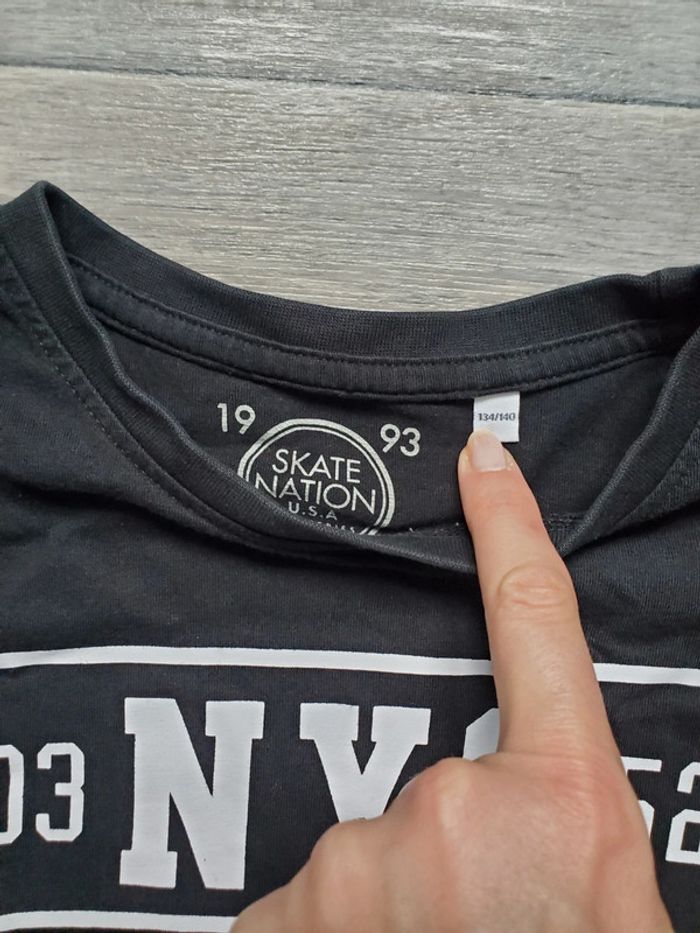 19 93
134/140
SKATE
NATION
U.S.A
03 NY 52